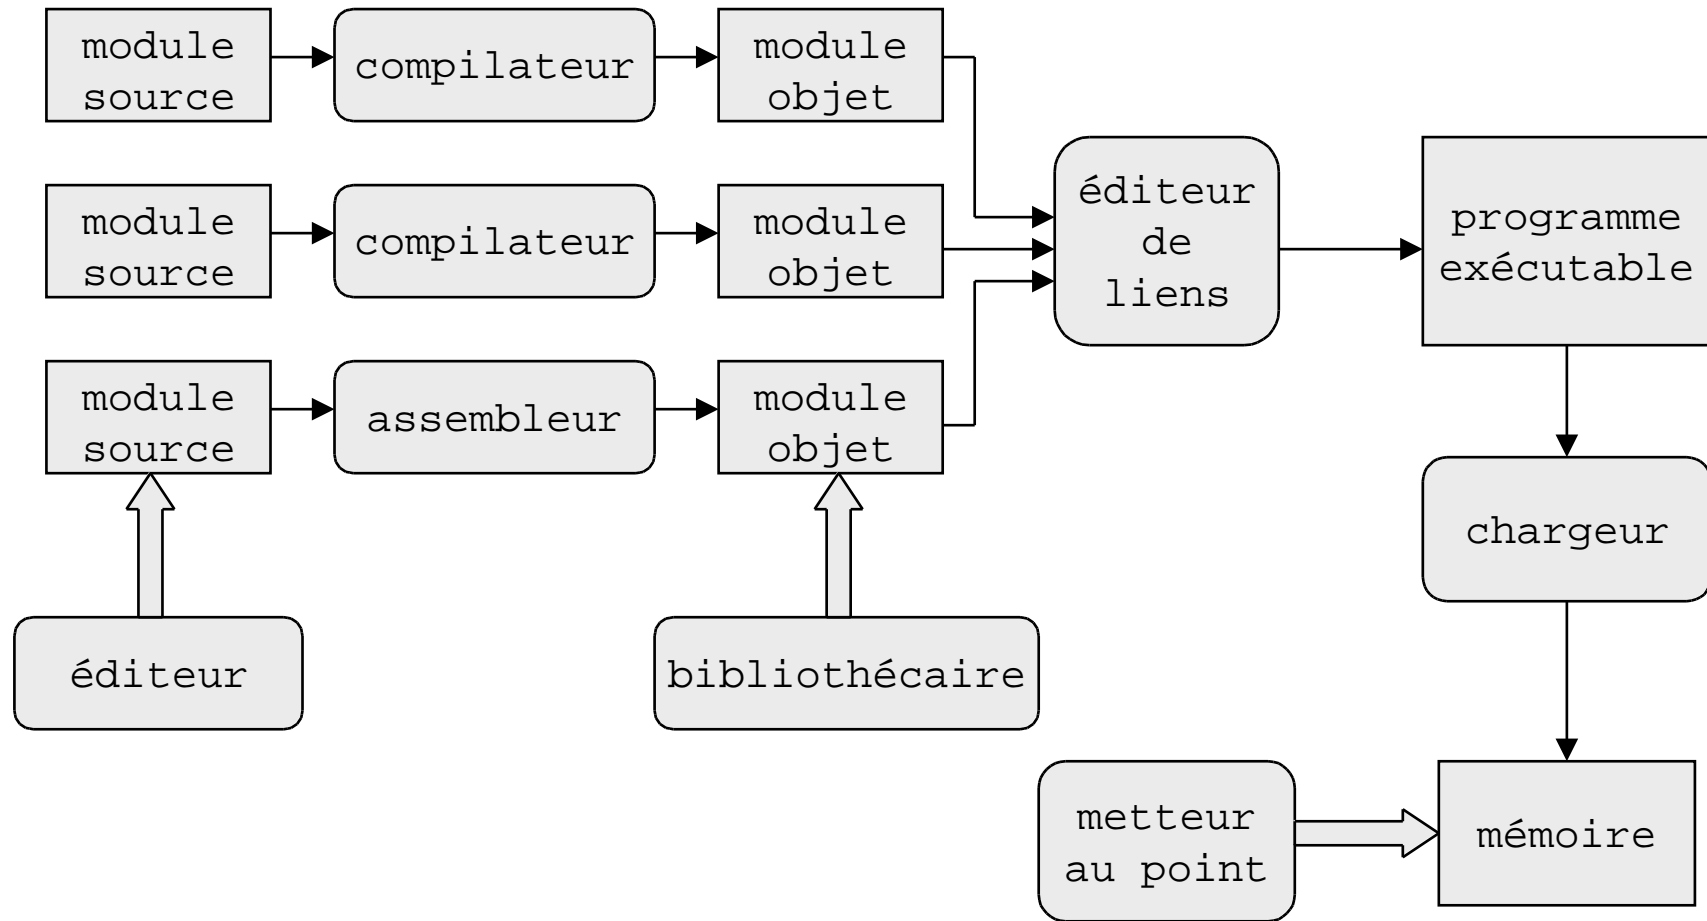 module
source
compilateur
module
objet
module
source
compilateur
module
objet
module
source
assembleur
module
objet
éditeur
de
liens
programme
exécutable
chargeur
éditeur
bibliothécaire
metteur
au point
mémoire